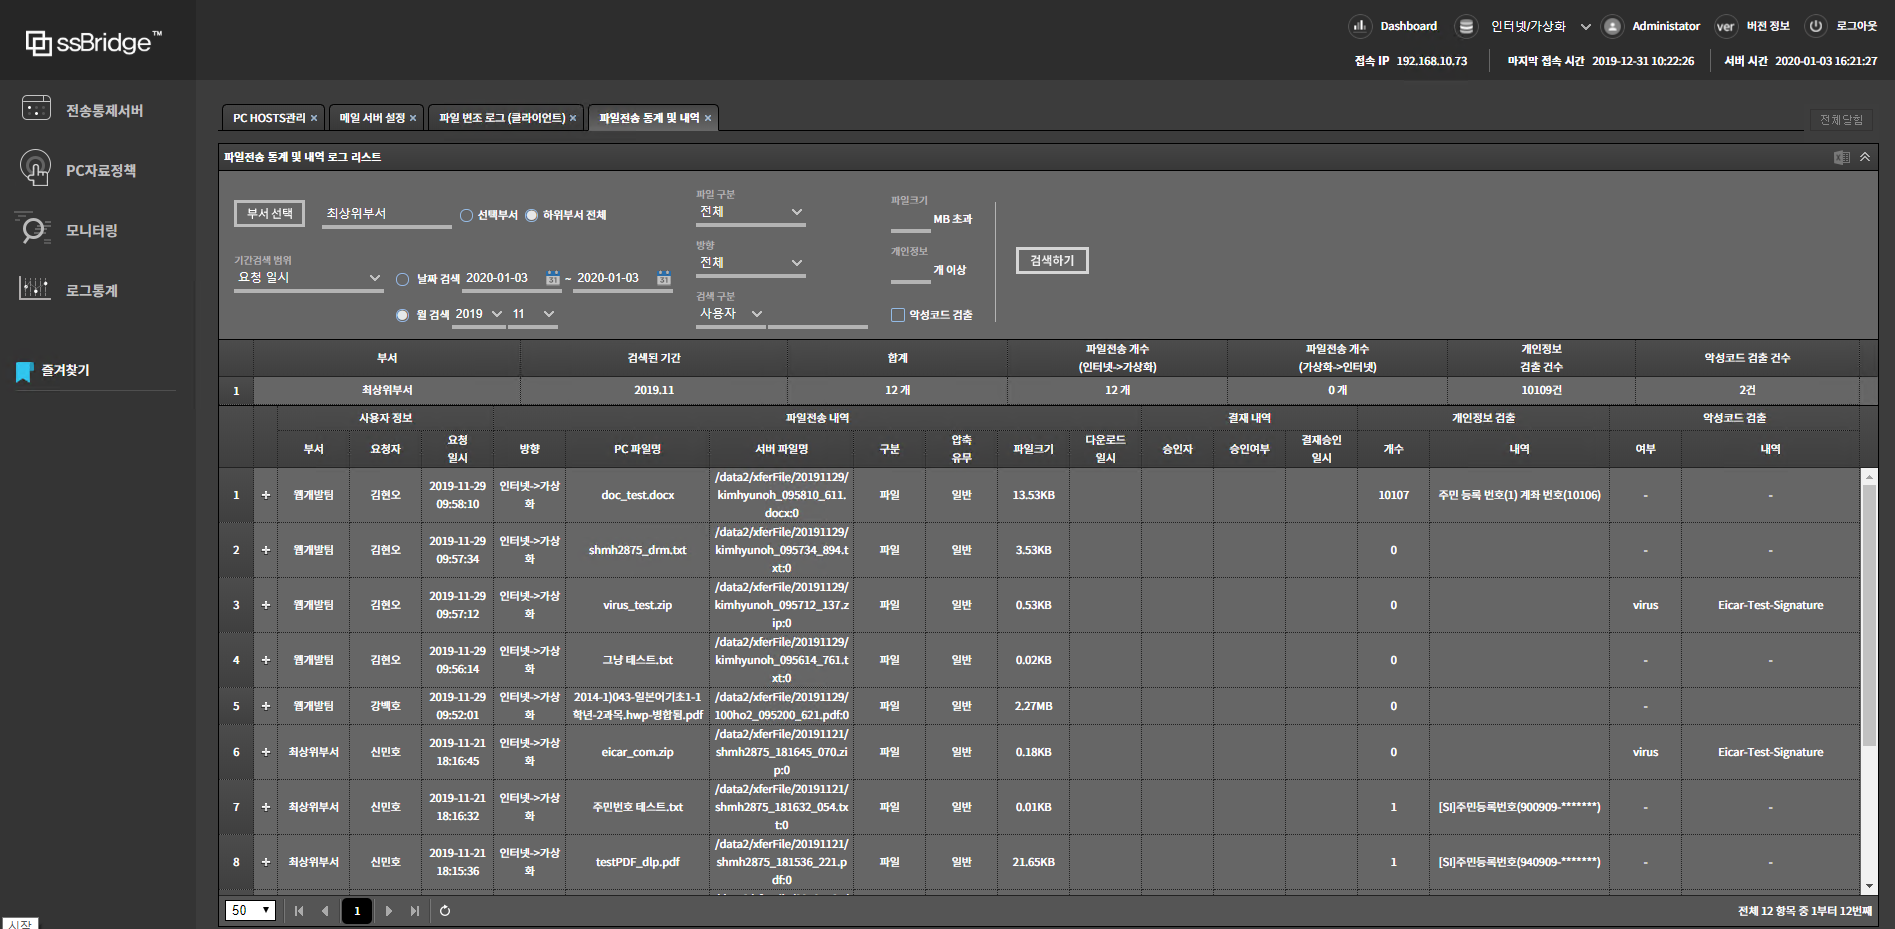 ssBridge™
Dashboard 인터넷/가상화 Administator ver 버전 정보 로그아웃
접속 IP 192.168.10.73 마지막 접속 시간 2019-12-31 10:22:26 서버 시간 2020-01-03 16:21:27
전송통제서버
PC자료정책
모니터링
로그통계
즐겨찾기
PC HOSTS관리 × 메일 서버 설정 × 파일 변조 로그 (클라이언트) × 파일전송 통계 및 내역 × 전체닫힘
파일전송 통계 및 내역 로그 리스트
부서 선택 최상위부서 선택부서 하위부서 전체
기간검색 범위
요청 일시 날짜 검색 2020-01-03 31 ~ 2020-01-03 31
월 검색 2019 11
파일 구분
전체
방향
전체
검색 구분
사용자
파일크기
MB 초과
개인정보
개 이상
악성코드 검출
검색하기
부서 검색된 기간 합계 파일전송 개수 (인터넷->가상화) 파일전송 개수 (가상화->인터넷) 개인정보 검출 건수 악성코드 검출 건수
1 최상위부서 2019.11 12 개 12 개 0 개 10109건 2건
사용자 정보 파일전송 내역 결재 내역 개인정보 검출 악성코드 검출
부서 요청자 요청 일시 방향 PC 파일명 서버 파일명 구분 압축 유무 파일크기 다운로드 일시 승인자 승인여부 결재승인 일시 개수 내역 여부 내역
1 + 웹개발팀 김현오 2019-11-29 09:58:10 인터넷->가상화 doc_test.docx /data2/xferFile/20191129/kimhyunoh_095810_611.docx:0 파일 일반 13.53KB 10107 주민 등록 번호(1) 계좌 번호(10106) - -
2 + 웹개발팀 김현오 2019-11-29 09:57:34 인터넷->가상화 shmh2875_drm.txt /data2/xferFile/20191129/kimhyunoh_095734_894.txt:0 파일 일반 3.53KB 0 - -
3 + 웹개발팀 김현오 2019-11-29 09:57:12 인터넷->가상화 virus_test.zip /data2/xferFile/20191129/kimhyunoh_095712_137.zip:0 파일 일반 0.53KB 0 virus Eicar-Test-Signature
4 + 웹개발팀 김현오 2019-11-29 09:56:14 인터넷->가상화 그냥 테스트.txt /data2/xferFile/20191129/kimhyunoh_095614_761.txt:0 파일 일반 0.02KB 0 - -
5 + 웹개발팀 강백호 2019-11-29 09:52:01 인터넷->가상화 2014-1)043-일본어기초1-1학년-2과목.hwp-병합됨.pdf /data2/xferFile/20191129/100ho2_095200_621.pdf:0 파일 일반 2.27MB 0 -
6 + 최상위부서 신민호 2019-11-21 18:16:45 인터넷->가상화 eicar_com.zip /data2/xferFile/20191121/shmh2875_181645_070.zip:0 파일 일반 0.18KB 0 virus Eicar-Test-Signature
7 + 최상위부서 신민호 2019-11-21 18:16:32 인터넷->가상화 주민번호 테스트.txt /data2/xferFile/20191121/shmh2875_181632_054.txt:0 파일 일반 0.01KB 1 [SI]주민등록번호(900909-*******) - -
8 + 최상위부서 신민호 2019-11-21 18:15:36 인터넷->가상화 testPDF_dlp.pdf /data2/xferFile/20191121/shmh2875_181536_221.pdf:0 파일 일반 21.65KB 1 [SI]주민등록번호(940909-*******) - -
50 1 전체 12 항목 중 1부터 12번째
시작